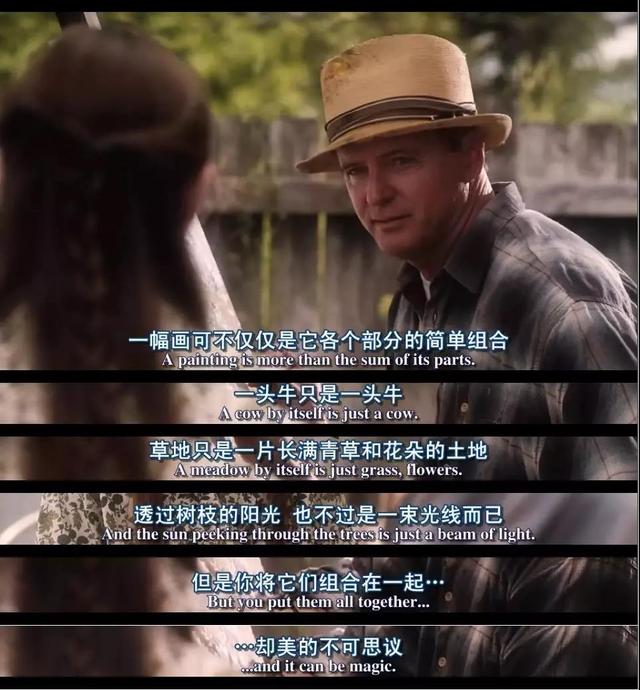 一幅画可不仅仅是它各个部分的简单组合
A painting is more than the sum of its parts.
一头牛只是一头牛
A cow by itself is just a cow.
草地只是一片长满青草和花朵的土地
A meadow by itself is just grass, flowers.
透过树枝的阳光 也不过是一束光线而已
And the sun peeking through the trees is just a beam of light.
但是你将它们组合在一起…
But you put them all together...
…却美的不可思议
...and it can be magic.